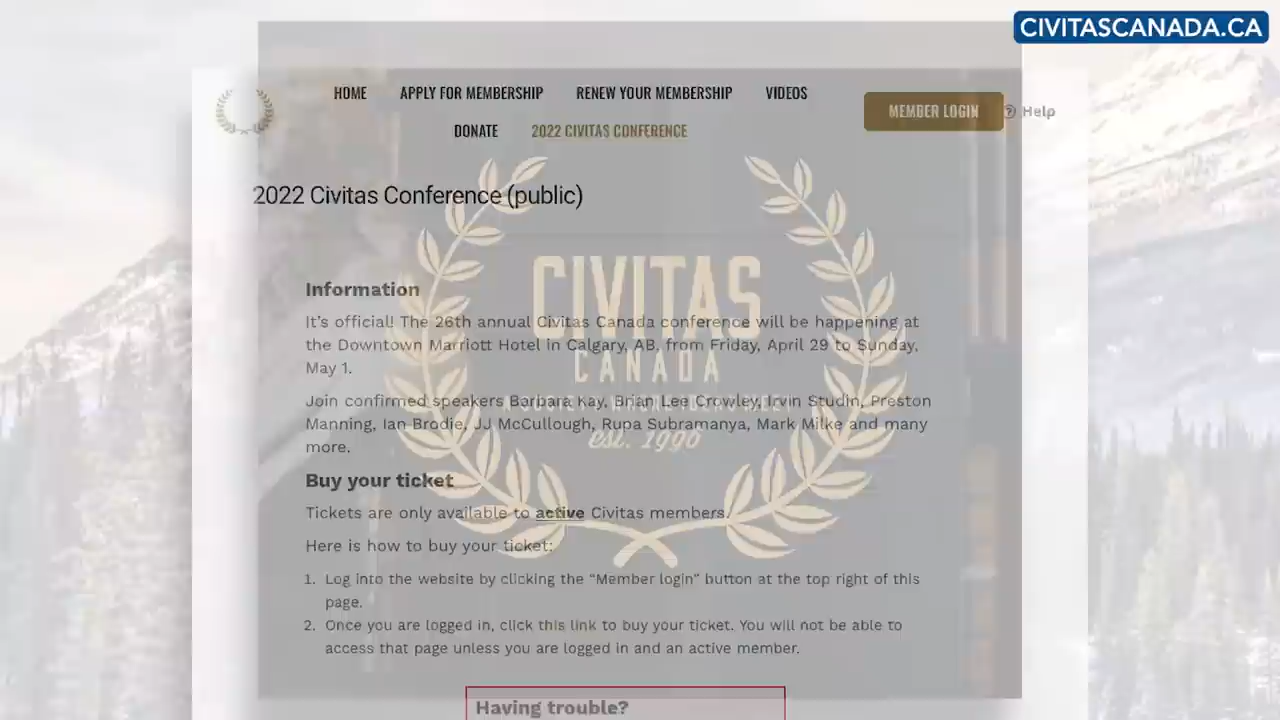 CIVITASCANADA.CA
HOME APPLY FOR MEMBERSHIP RENEW YOUR MEMBERSHIP VIDEOS
MEMBER LOGIN
Help
DONATE 2022 CIVITAS CONFERENCE
2022 Civitas Conference (public)
CIVITAS
CANADA
est. 1996
Information
It's official! The 26th annual Civitas Canada conference will be happening at
the Downtown Marriott Hotel in Calgary, AB, from Friday, April 29 to Sunday,
May 1.
Join confirmed speakers Barbara Kay, Brian Lee Crowley, Irvin Studin, Preston
Manning, Ian Brodie, JJ McCullough, Rupa Subramanya, Mark Milke and many
more.
Buy your ticket
Tickets are only available to active Civitas members.
Here is how to buy your ticket:
1. Log into the website by clicking the “Member login” button at the top right of this
page.
2. Once you are logged in, click this link to buy your ticket. You will not be able to
access that page unless you are logged in and an active member.
Having trouble?